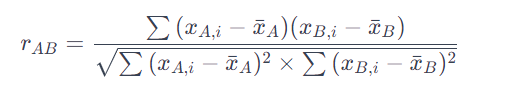 r_{AB} = \frac{\sum (x_{A,i} - \bar{x}_A)(x_{B,i} - \bar{x}_B)}{\sqrt{\sum (x_{A,i} - \bar{x}_A)^2 \times \sum (x_{B,i} - \bar{x}_B)^2}}